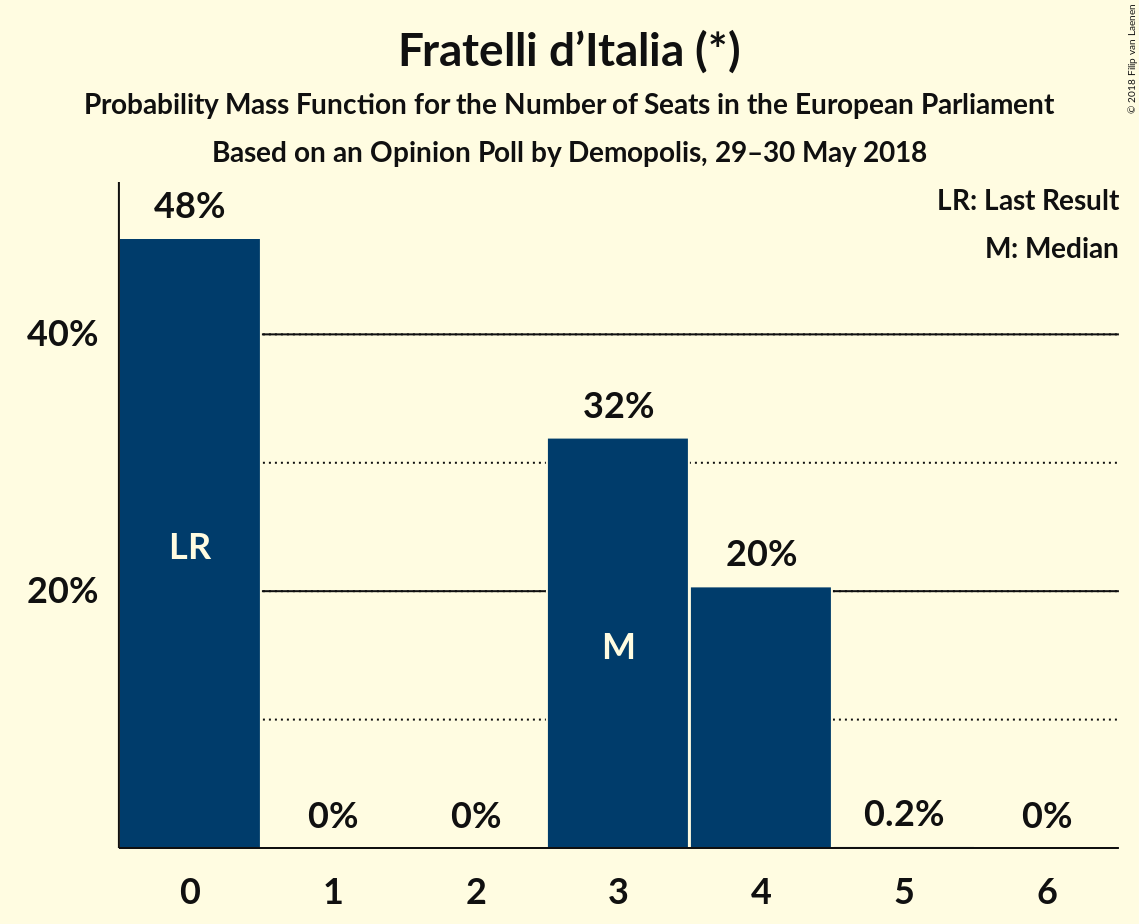 Fratelli d’Italia (*)
Probability Mass Function for the Number of Seats in the European Parliament
Based on an Opinion Poll by Demopolis, 29–30 May 2018
© 2018 Filip van Laenen
LR: Last Result
M: Median
48%
40%
32%
LR
20%
20%
M
0%
0%
0.2%
0%
0
1
2
3
4
5
6